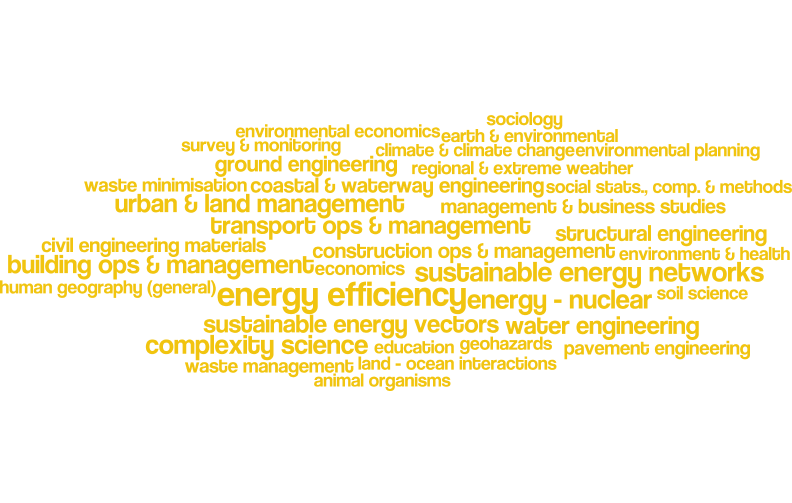 sociology
environmental economics
earth & environmental
survey & monitoring
climate & climate change
environmental planning
ground engineering
regional & extreme weather
waste minimisation
coastal & waterway engineering
social stats., comp. & methods
urban & land management
management & business studies
transport ops & management
structural engineering
civil engineering materials
construction ops & management
environment & health
building ops & management
economics
sustainable energy networks
human geography (general)
energy efficiency
energy - nuclear
soil science
sustainable energy vectors
water engineering
complexity science
education
geohazards
pavement engineering
waste management
land - ocean interactions
animal organisms